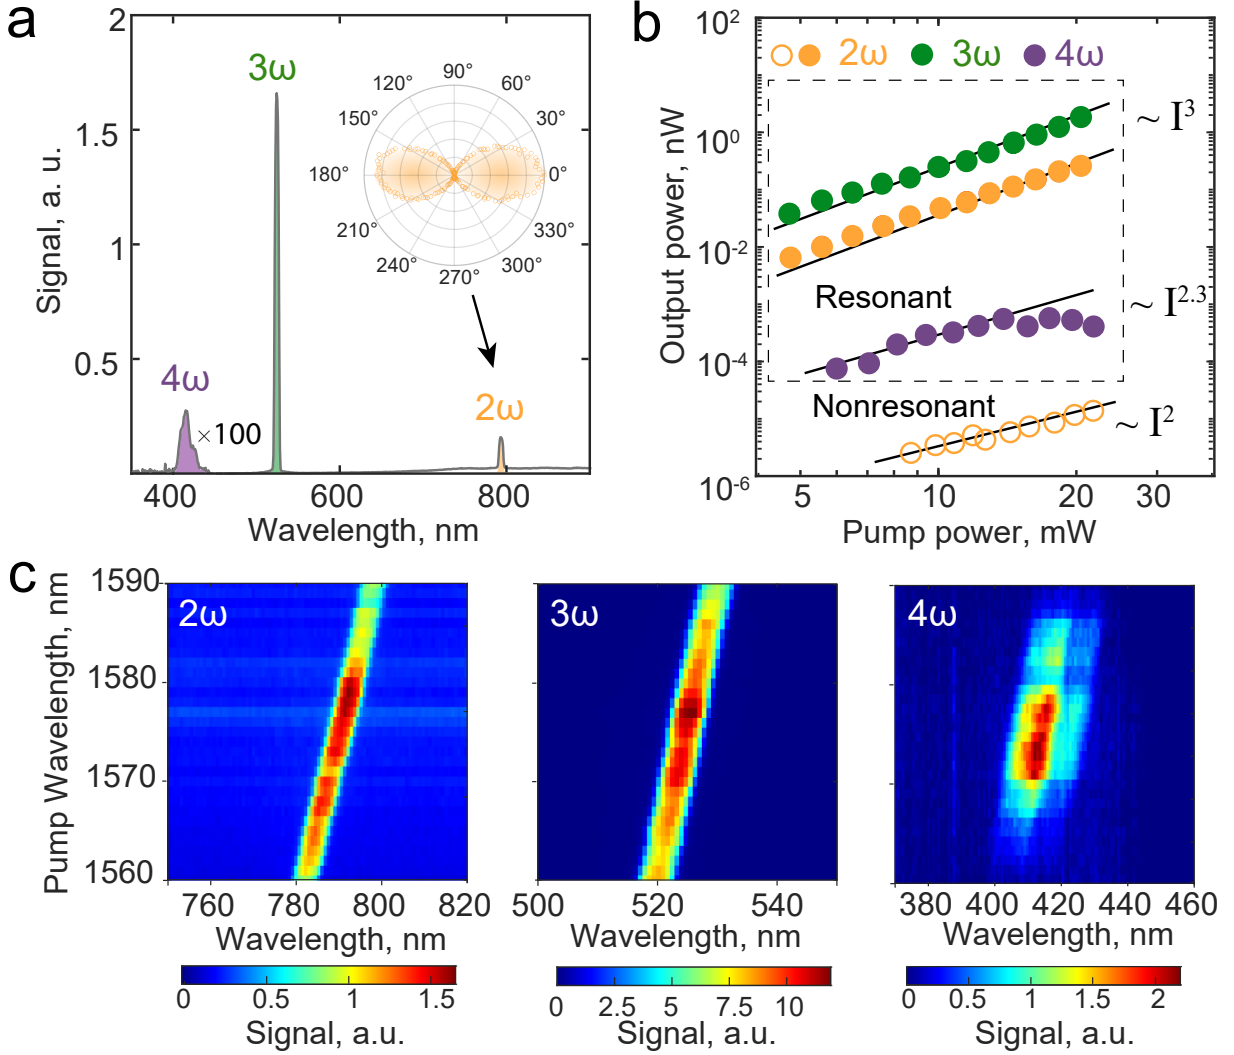 a
2
1.5
1
0.5
Signal, a. u.
3ω
4ω
×100
2ω
90°
120° 60°
150° 30°
180° 0°
210° 330°
240° 300°
270°
400 600 800
Wavelength, nm
b
10²
10⁰
10⁻²
10⁻⁴
10⁻⁶
Output power, nW
2ω 3ω 4ω
~ I³
Resonant
~ I²·³
Nonresonant
~ I²
5 10 20 30
Pump power, mW
c
1590
1580
1570
1560
Pump Wavelength, nm
2ω
760 780 800 820
Wavelength, nm
0 0.5 1 1.5
Signal, a.u.
3ω
500 520 540
Wavelength, nm
0 2.5 5 7.5 10
Signal, a.u.
4ω
380 400 420 440 460
Wavelength, nm
0 0.5 1 1.5 2
Signal, a.u.